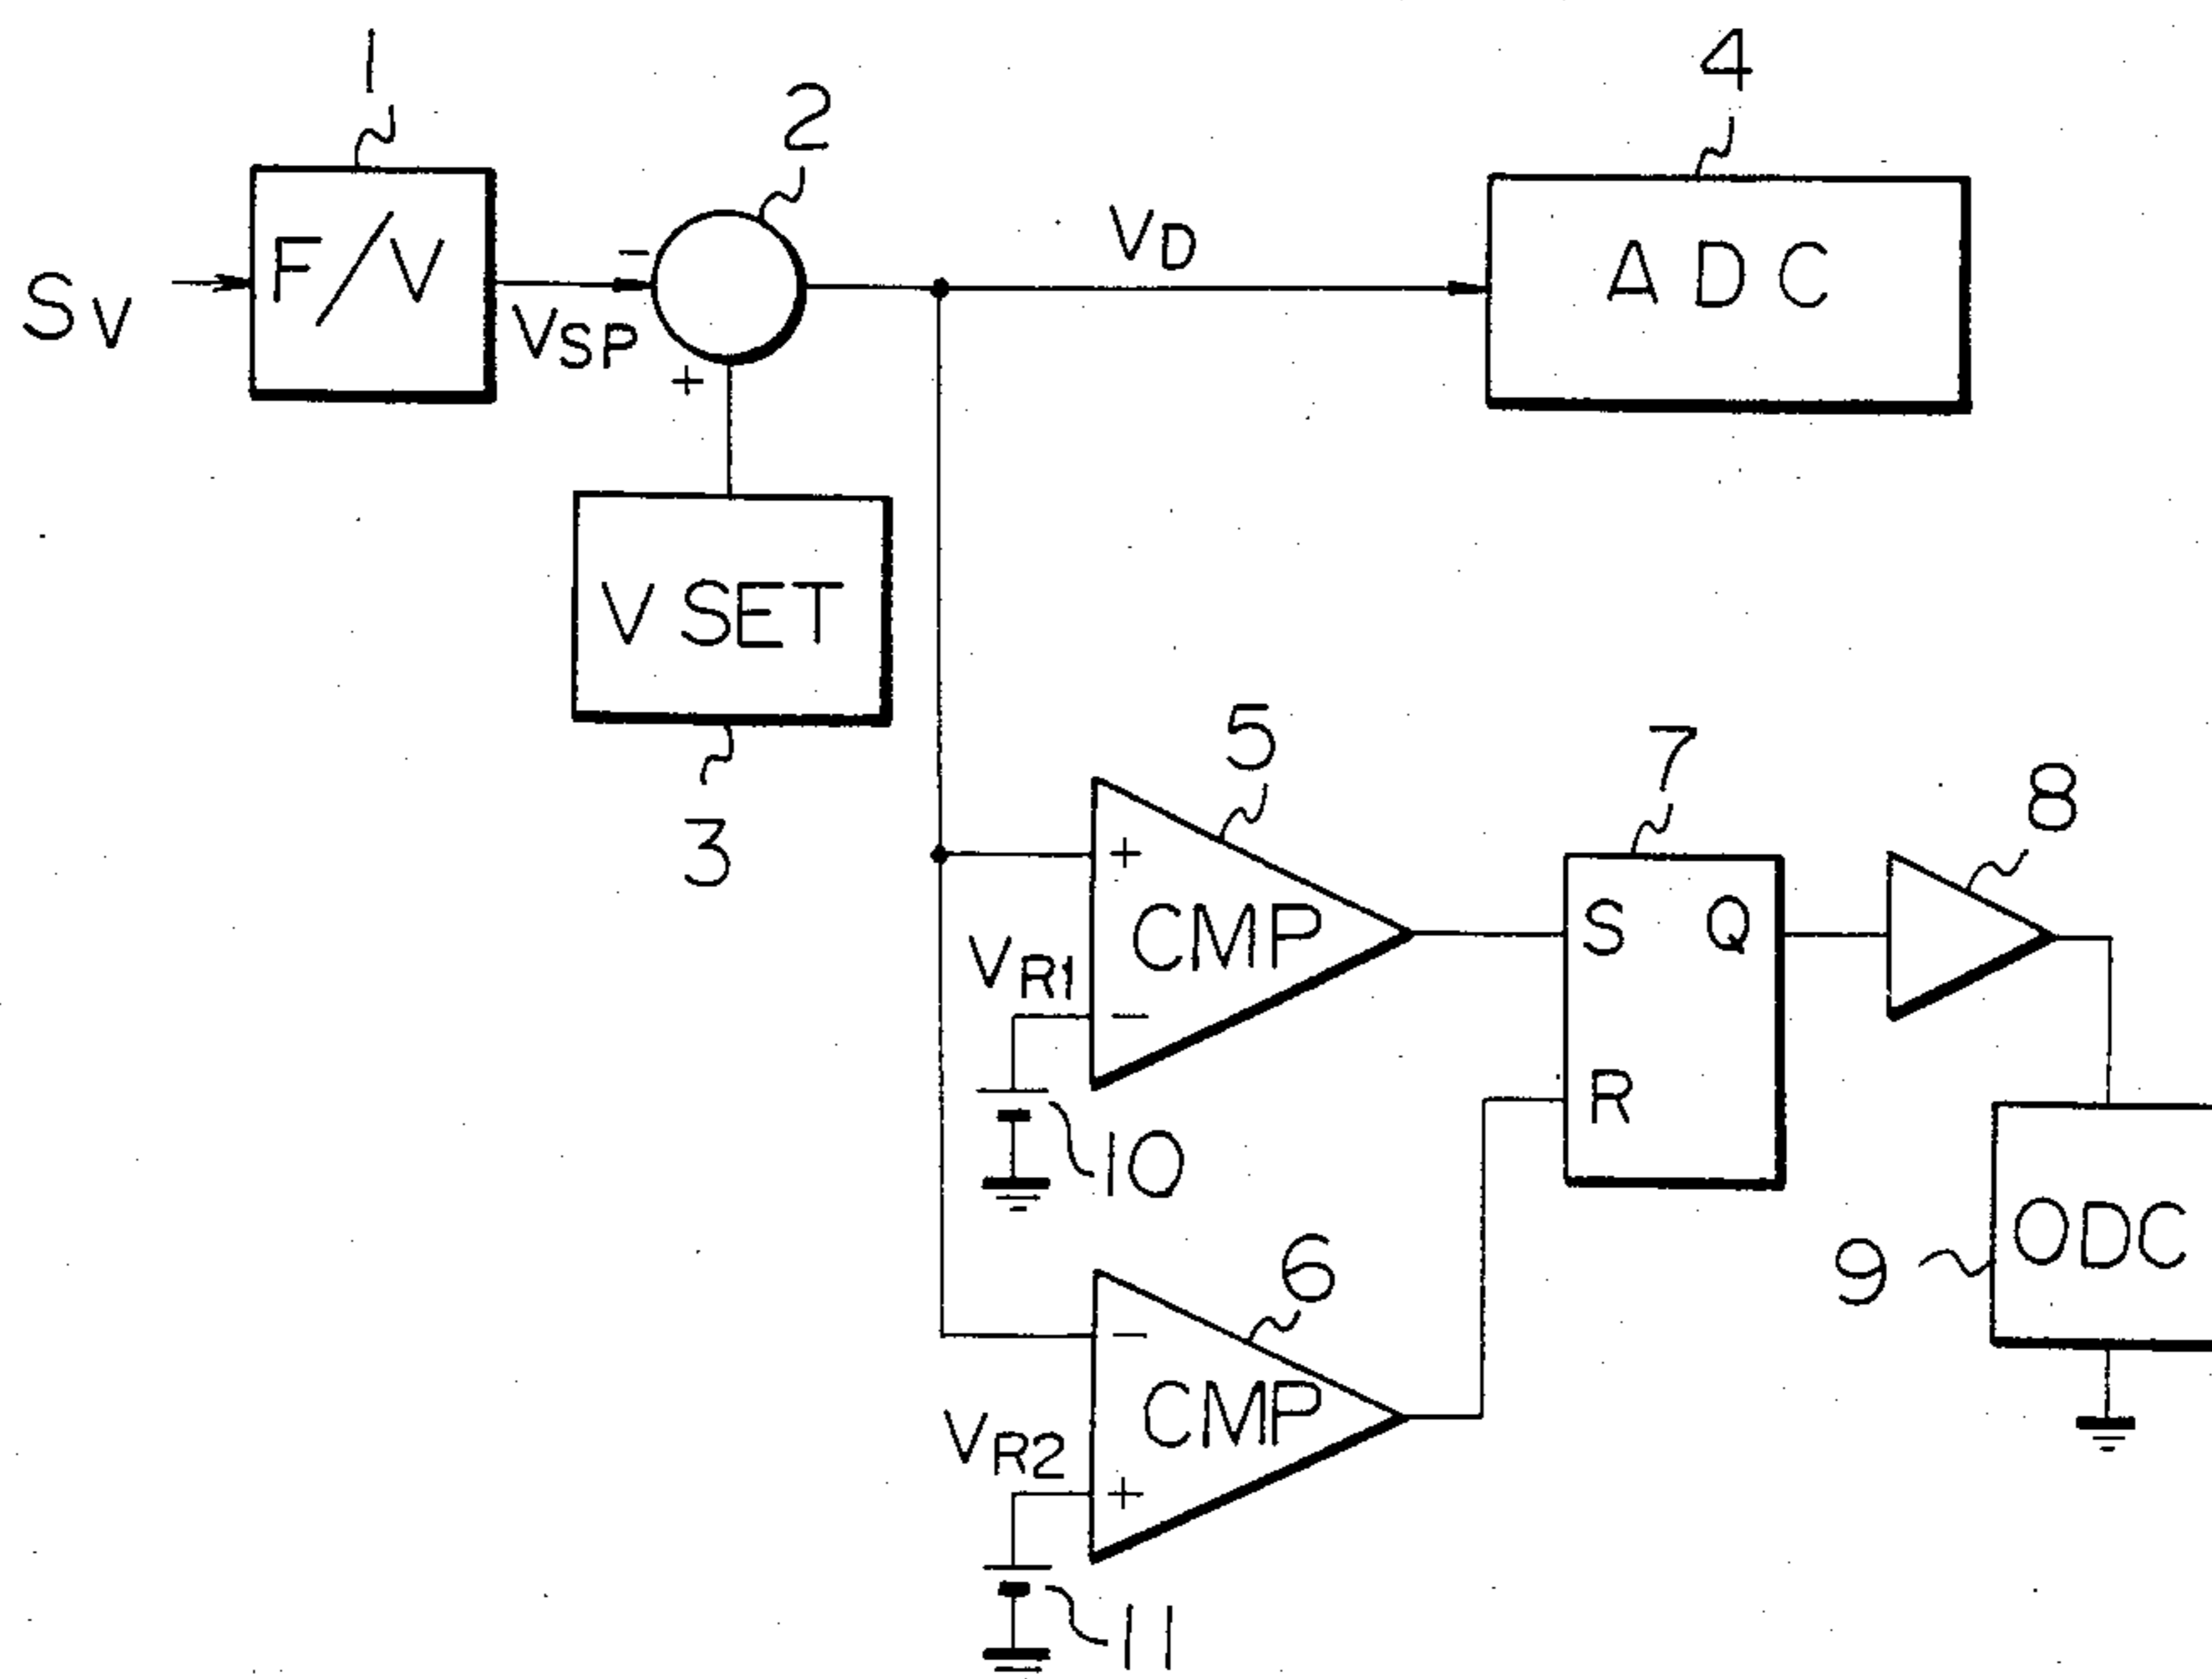 1
2
4
SV
F/V
-
VSP
+
VD
ADC
V SET
3
5
7
8
+
CMP
VR1
-
S Q
R
10
6
9
ODC
-
CMP
VR2
+
11